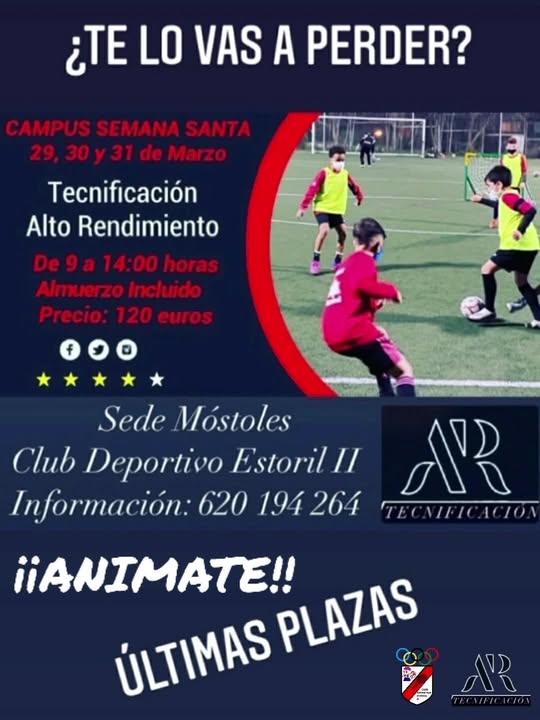 ¿TE LO VAS A PERDER?
CAMPUS SEMANA SANTA
29, 30 y 31 de Marzo
Tecnificación
Alto Rendimiento
De 9 a 14:00 horas
Almuerzo Incluido
Precio: 120 euros
Sede Móstoles
Club Deportivo Estoril II
Información: 620 194 264
AR
TECNIFICACIÓN
¡¡ANIMATE!!
ÚLTIMAS PLAZAS
AR
TECNIFICACIÓN